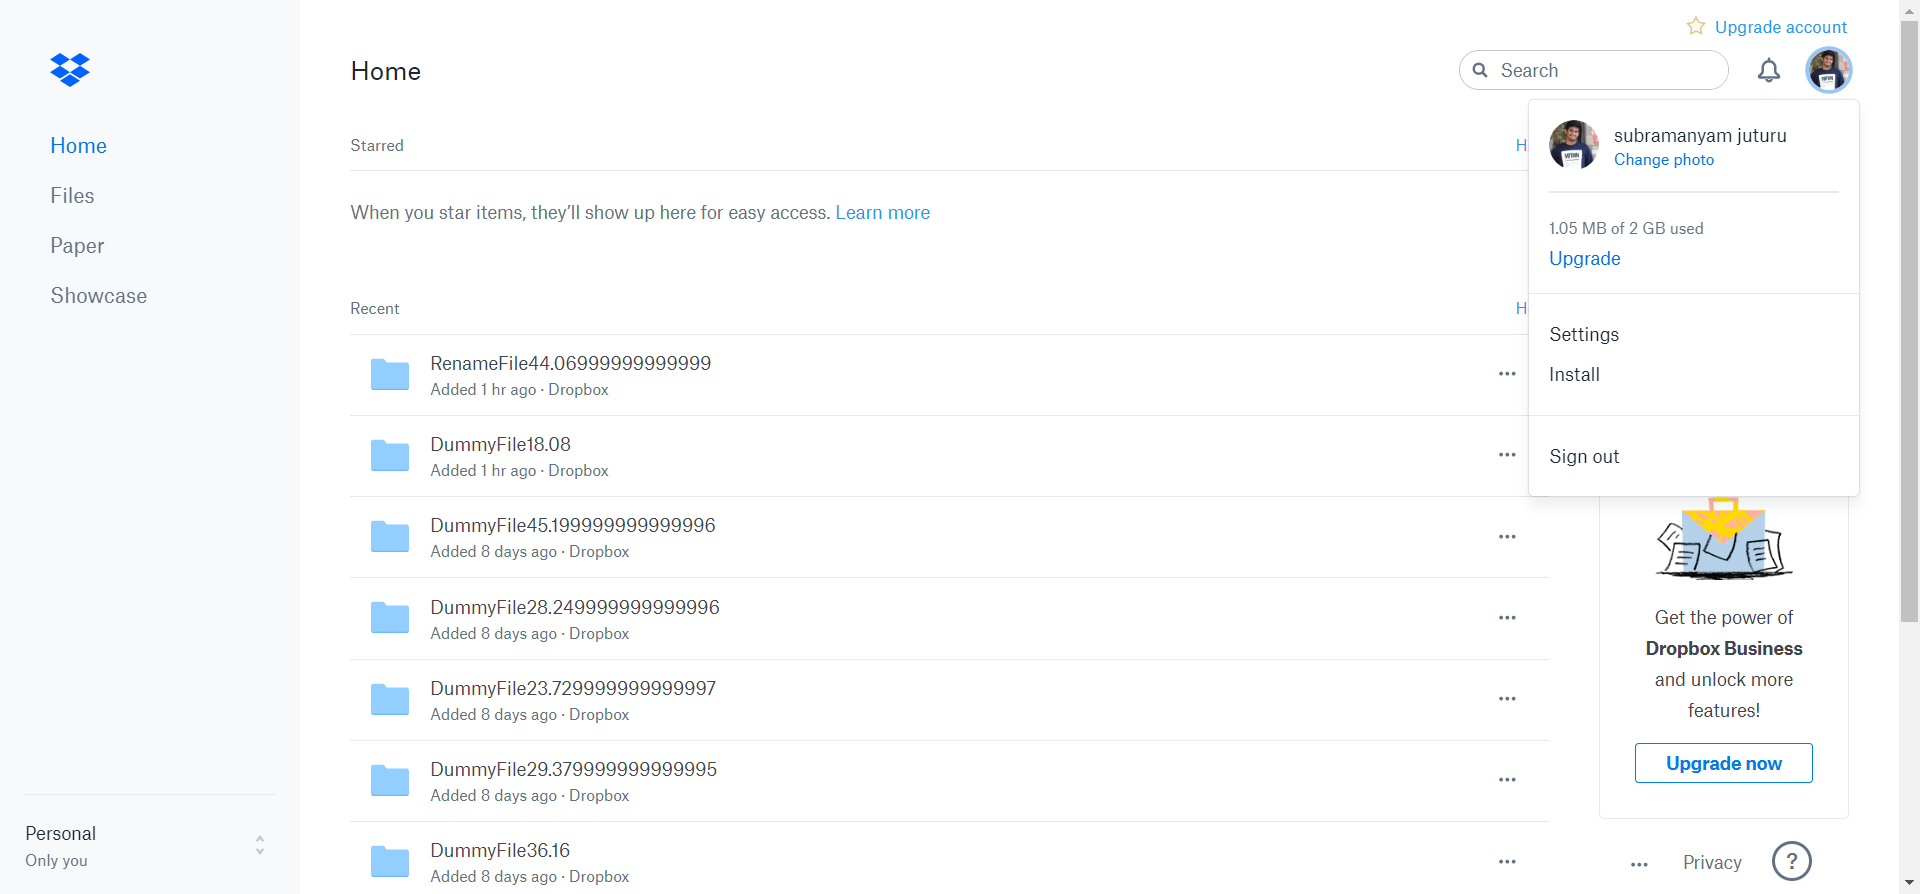 Upgrade account
Home
Search
Home
Files
Paper
Showcase
Starred
H
When you star items, they’ll show up here for easy access. Learn more
subramanyam juturu
Change photo
1.05 MB of 2 GB used
Upgrade
Settings
Install
Sign out
Recent
H
RenameFile44.06999999999999
Added 1 hr ago · Dropbox
DummyFile18.08
Added 1 hr ago · Dropbox
DummyFile45.199999999999996
Added 8 days ago · Dropbox
DummyFile28.249999999999996
Added 8 days ago · Dropbox
DummyFile23.729999999999997
Added 8 days ago · Dropbox
DummyFile29.379999999999995
Added 8 days ago · Dropbox
DummyFile36.16
Added 8 days ago · Dropbox
Get the power of
Dropbox Business
and unlock more
features!
Upgrade now
Personal
Only you
Privacy
?